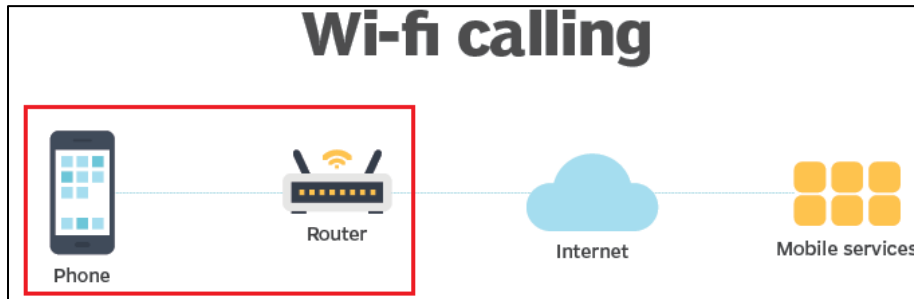 Wi-fi calling
Router
Phone
Internet
Mobile services